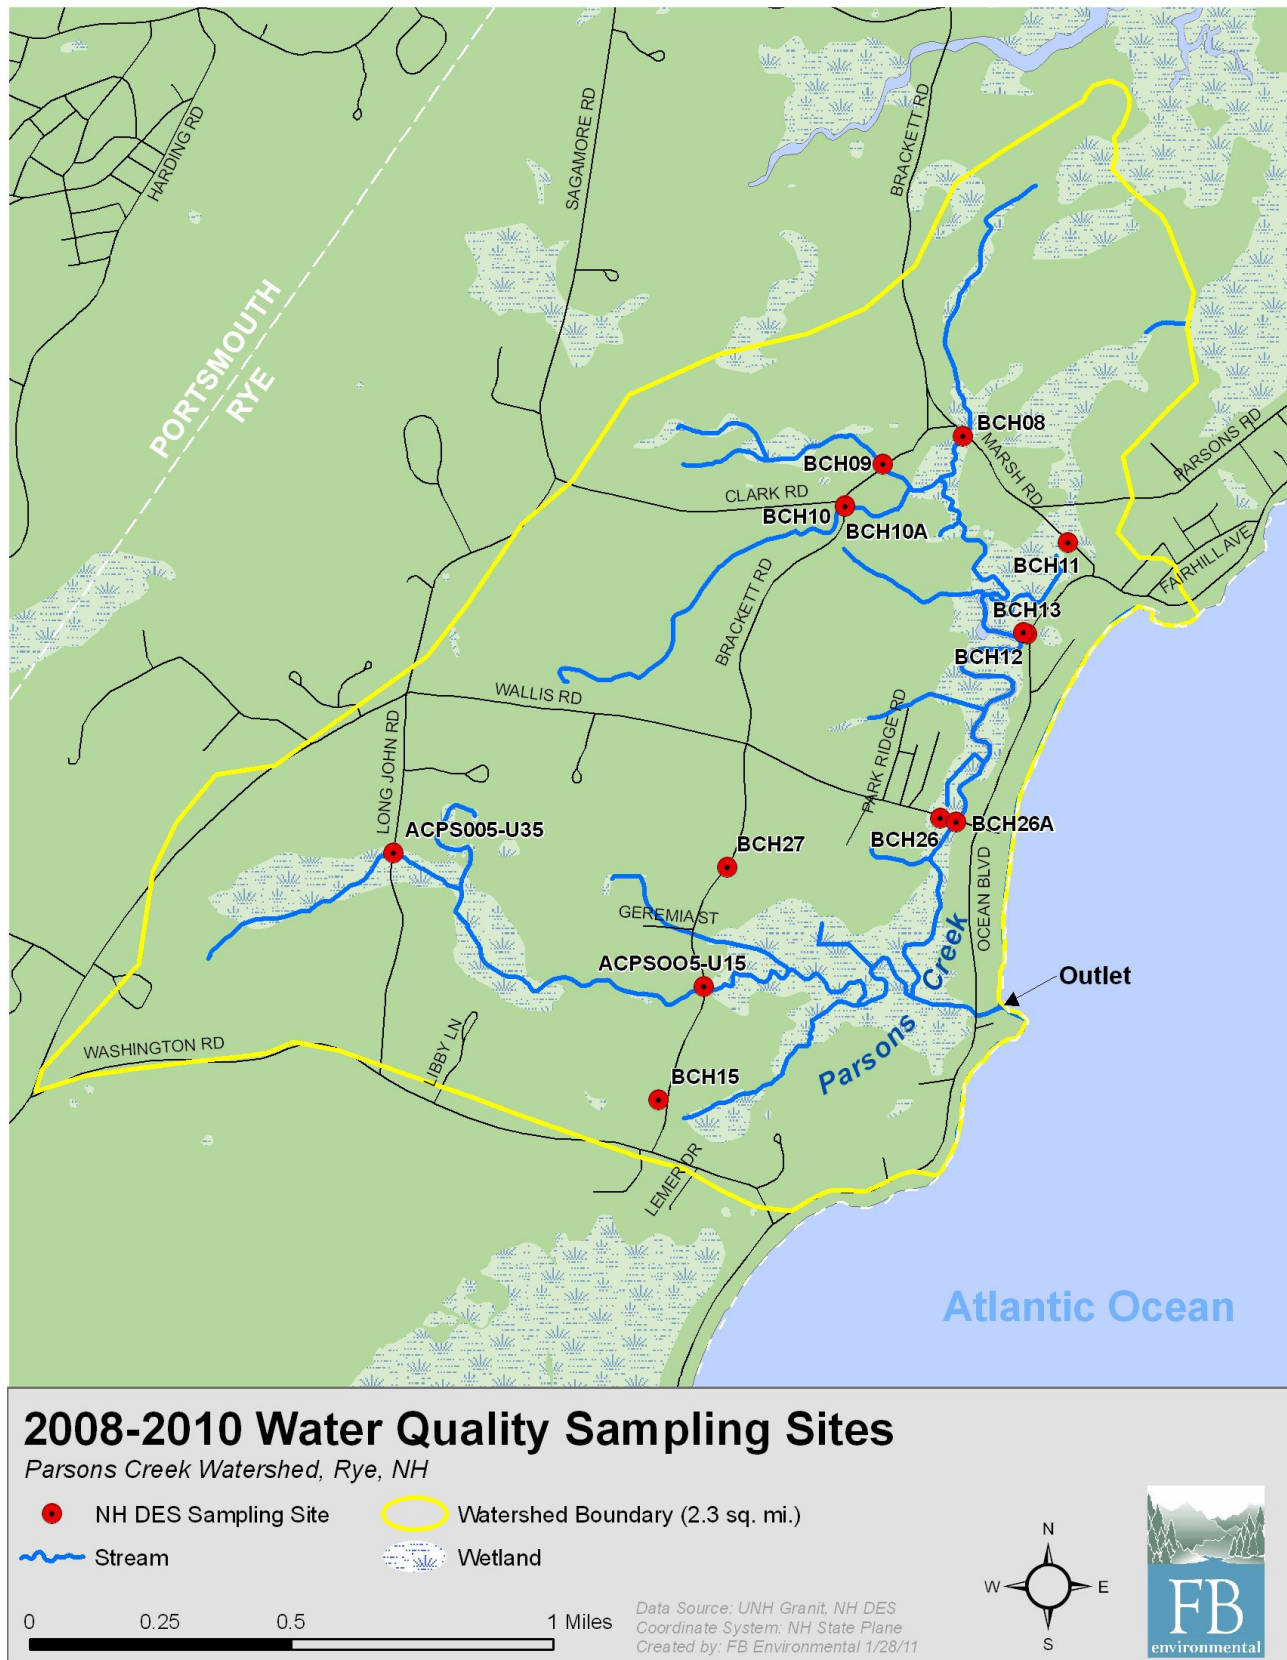 HARDING RD
SAGAMORE RD
BRACKETT RD
PORTSMOUTH
RYE
BCH08
MARSH RD
PARSONS RD
BCH09
CLARK RD
BCH10
BCH10A
BCH11
FAIRHILL AVE
BRACKETT RD
BCH13
BCH12
WALLIS RD
LONG JOHN RD
PARK RIDGE RD
ACPS005-U35
BCH26
BCH26A
BCH27
OCEAN BLVD
GEREMIA ST
ACPSOO5-U15
Parsons Creek
Outlet
WASHINGTON RD
LIBBY LN
BCH15
LEMER DR
Atlantic Ocean
2008-2010 Water Quality Sampling Sites
Parsons Creek Watershed, Rye, NH
NH DES Sampling Site
Watershed Boundary (2.3 sq. mi.)
Stream
Wetland
0 0.25 0.5 1 Miles
Data Source: UNH Granit, NH DES
Coordinate System: NH State Plane
Created by: FB Environmental 1/28/11
N
W E
S
FB
environmental